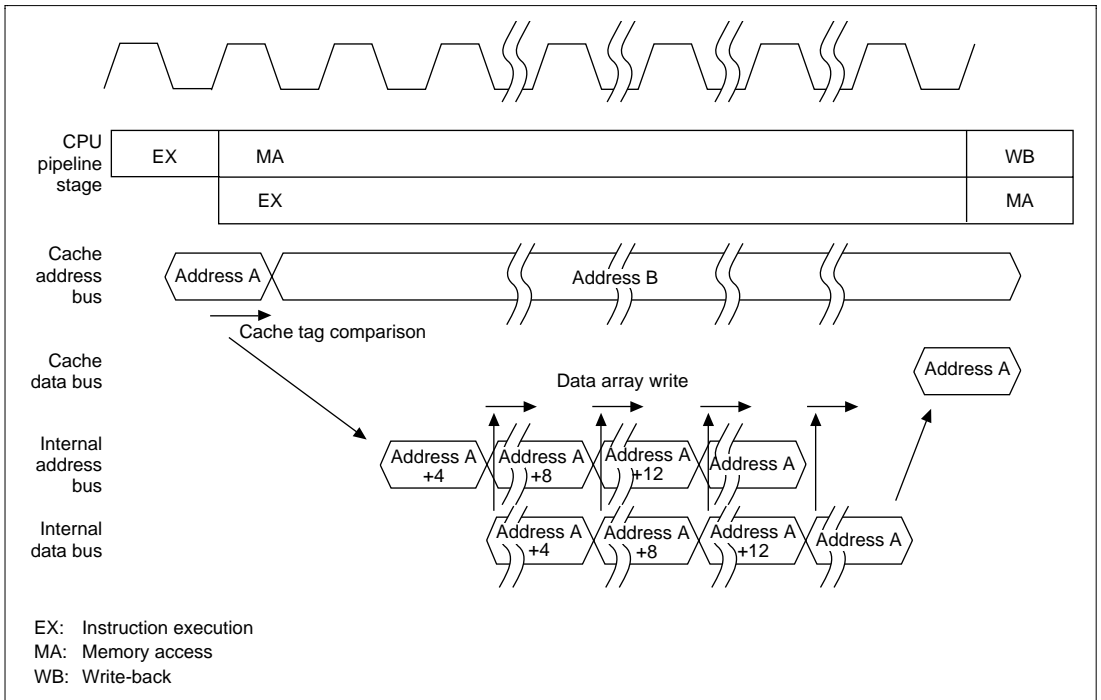 CPU
pipeline
stage
EX
MA
WB
EX
MA
Cache
address
bus
Address A
Address B
Cache tag comparison
Cache
data bus
Address A
Data array write
Internal
address
bus
Address A
+4
Address A
+8
Address A
+12
Address A
Internal
data bus
Address A
+4
Address A
+8
Address A
+12
Address A
EX: Instruction execution
MA: Memory access
WB: Write-back